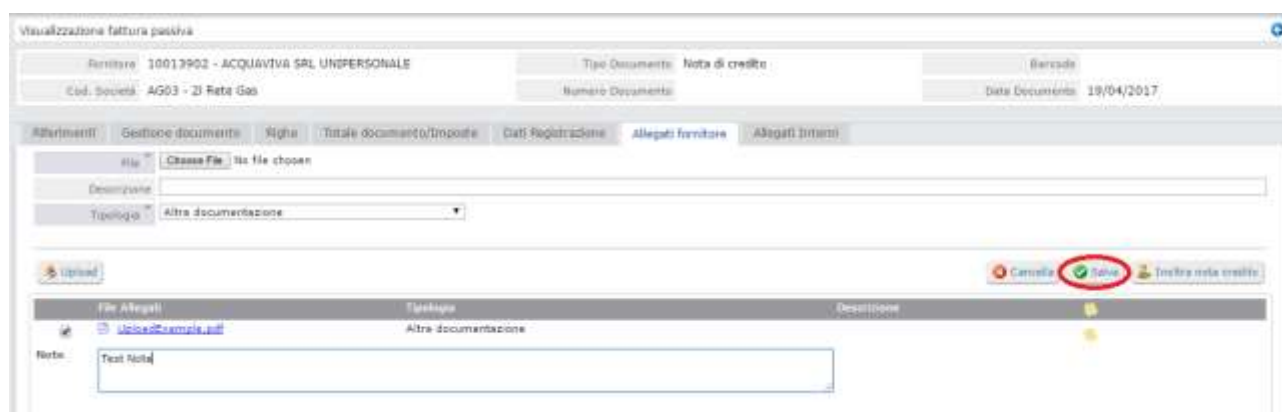 Visualizzazione fattura passiva
Fornitore 10013902 - ACQUAVIVA SRL UNIPERSONALE Tipo Documento Nota di credito Barcode
Cod. Società AG03 - 2I Rete Gas Numero Documento Data Documento 19/04/2017
Riferimenti Gestione documento Righe Totale documento/Imposte Dati Registrazione Allegati fornitore Allegati Interni
File * Choose File No file chosen
Descrizione
Tipologia * Altra documentazione
Upload Cancella Salva Inoltra nota credito
File Allegati Tipologia Descrizione
UploadExample.pdf Altra documentazione
Note Test Nota